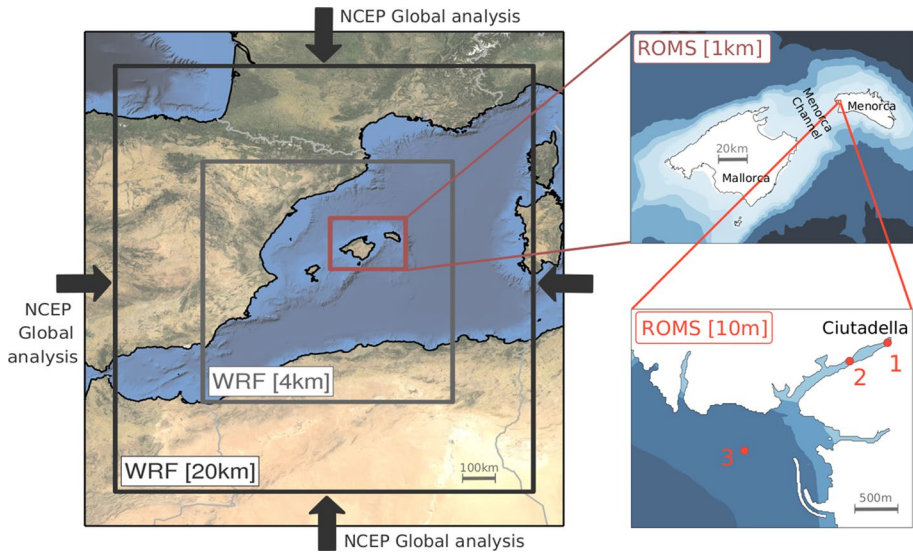 NCEP Global analysis
NCEP
Global
analysis
WRF [4km]
WRF [20km]
100km
NCEP Global analysis
ROMS [1km]
Menorca
Channel
Menorca
20km
Mallorca
ROMS [10m]
Ciutadella
1
2
3
500m